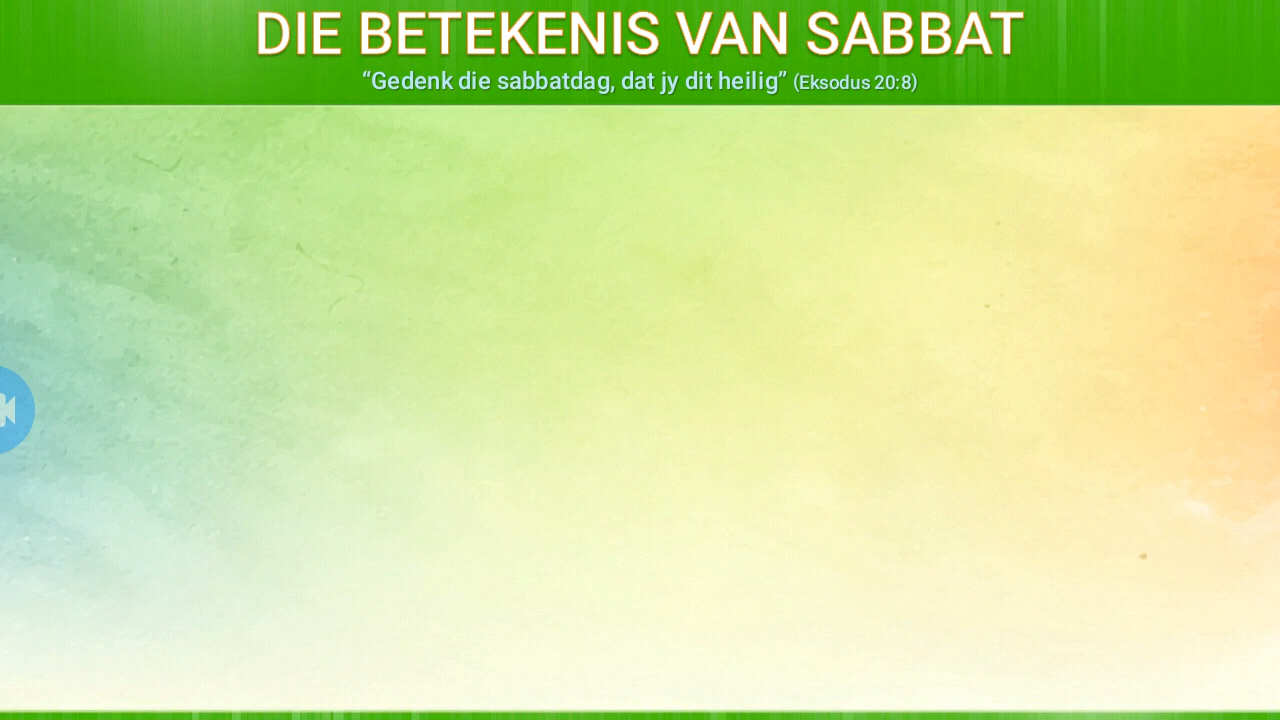 DIE BETEKENIS VAN SABBAT
“Gedenk die sabbatdag, dat jy dit heilig” (Eksodus 20:8)